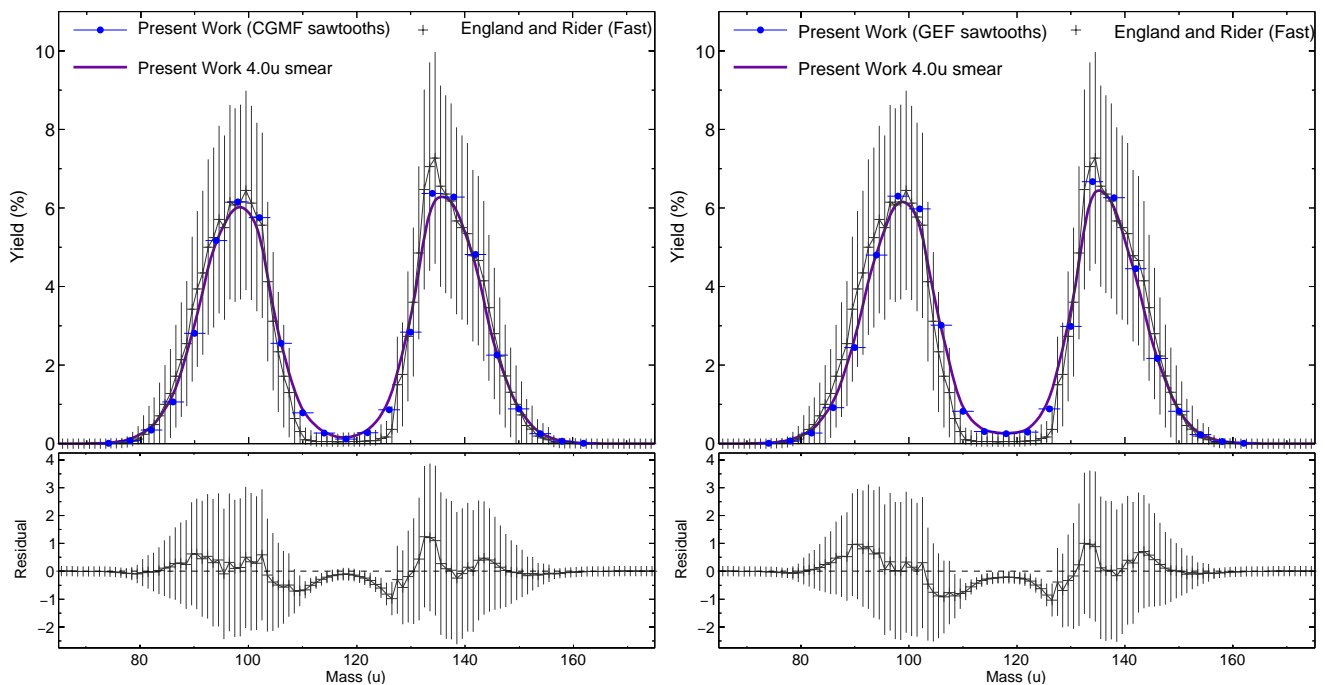 Present Work (CGMF sawtooths)
England and Rider (Fast)
Present Work 4.0u smear
Yield (%)
10
8
6
4
2
0
Residual
4
3
2
1
0
−1
−2
80 100 120 140 160
Mass (u)
Present Work (GEF sawtooths)
England and Rider (Fast)
Present Work 4.0u smear
Yield (%)
10
8
6
4
2
0
Residual
4
3
2
1
0
−1
−2
80 100 120 140 160
Mass (u)